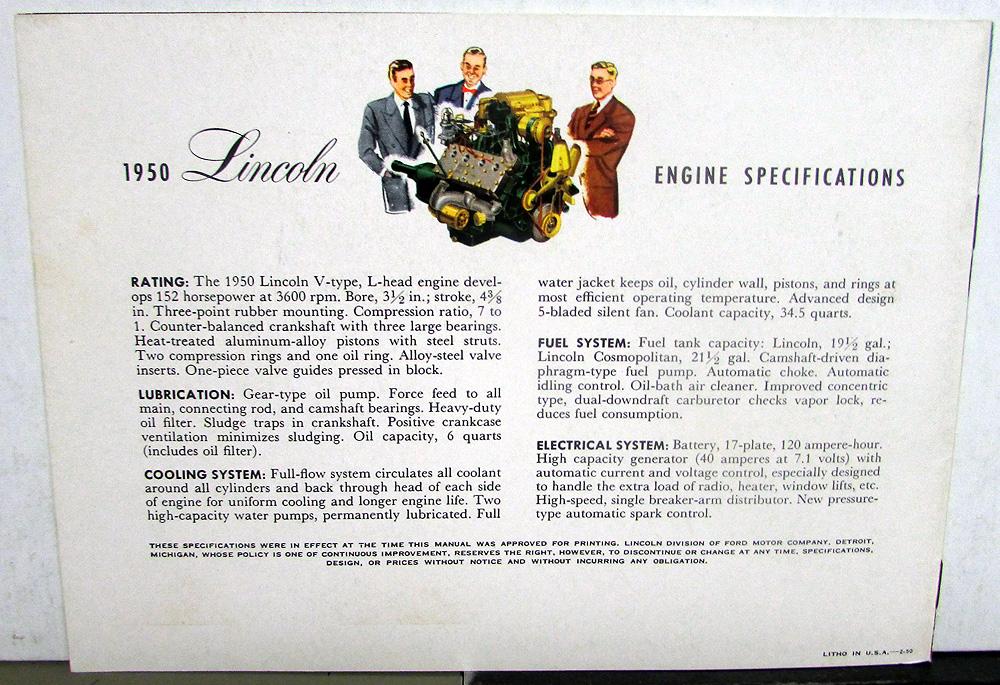 1950 Lincoln ENGINE SPECIFICATIONS
RATING: The 1950 Lincoln V-type, L-head engine devel-
ops 152 horsepower at 3600 rpm. Bore, 3½ in.; stroke, 4⅜
in. Three-point rubber mounting. Compression ratio, 7 to
1. Counter-balanced crankshaft with three large bearings.
Heat-treated aluminum-alloy pistons with steel struts.
Two compression rings and one oil ring. Alloy-steel valve
inserts. One-piece valve guides pressed in block.
LUBRICATION: Gear-type oil pump. Force feed to all
main, connecting rod, and camshaft bearings. Heavy-duty
oil filter. Sludge traps in crankshaft. Positive crankcase
ventilation minimizes sludging. Oil capacity, 6 quarts
(includes oil filter).
COOLING SYSTEM: Full-flow system circulates all coolant
around all cylinders and back through head of each side
of engine for uniform cooling and longer engine life. Two
high-capacity water pumps, permanently lubricated. Full
water jacket keeps oil, cylinder wall, pistons, and rings at
most efficient operating temperature. Advanced design
5-bladed silent fan. Coolant capacity, 34.5 quarts.
FUEL SYSTEM: Fuel tank capacity: Lincoln, 19½ gal.;
Lincoln Cosmopolitan, 21½ gal. Camshaft-driven dia-
phragm-type fuel pump. Automatic choke. Automatic
idling control. Oil-bath air cleaner. Improved concentric
type, dual-downdraft carburetor checks vapor lock, re-
duces fuel consumption.
ELECTRICAL SYSTEM: Battery, 17-plate, 120 ampere-hour.
High capacity generator (40 amperes at 7.1 volts) with
automatic current and voltage control, especially designed
to handle the extra load of radio, heater, window lifts, etc.
High-speed, single breaker-arm distributor. New pressure-
type automatic spark control.
THESE SPECIFICATIONS WERE IN EFFECT AT THE TIME THIS MANUAL WAS APPROVED FOR PRINTING. LINCOLN DIVISION OF FORD MOTOR COMPANY, DETROIT,
MICHIGAN, WHOSE POLICY IS ONE OF CONTINUOUS IMPROVEMENT, RESERVES THE RIGHT, HOWEVER, TO DISCONTINUE OR CHANGE AT ANY TIME, SPECIFICATIONS,
DESIGN, OR PRICES WITHOUT NOTICE AND WITHOUT INCURRING ANY OBLIGATION.
LITHO IN U.S.A.—2-50